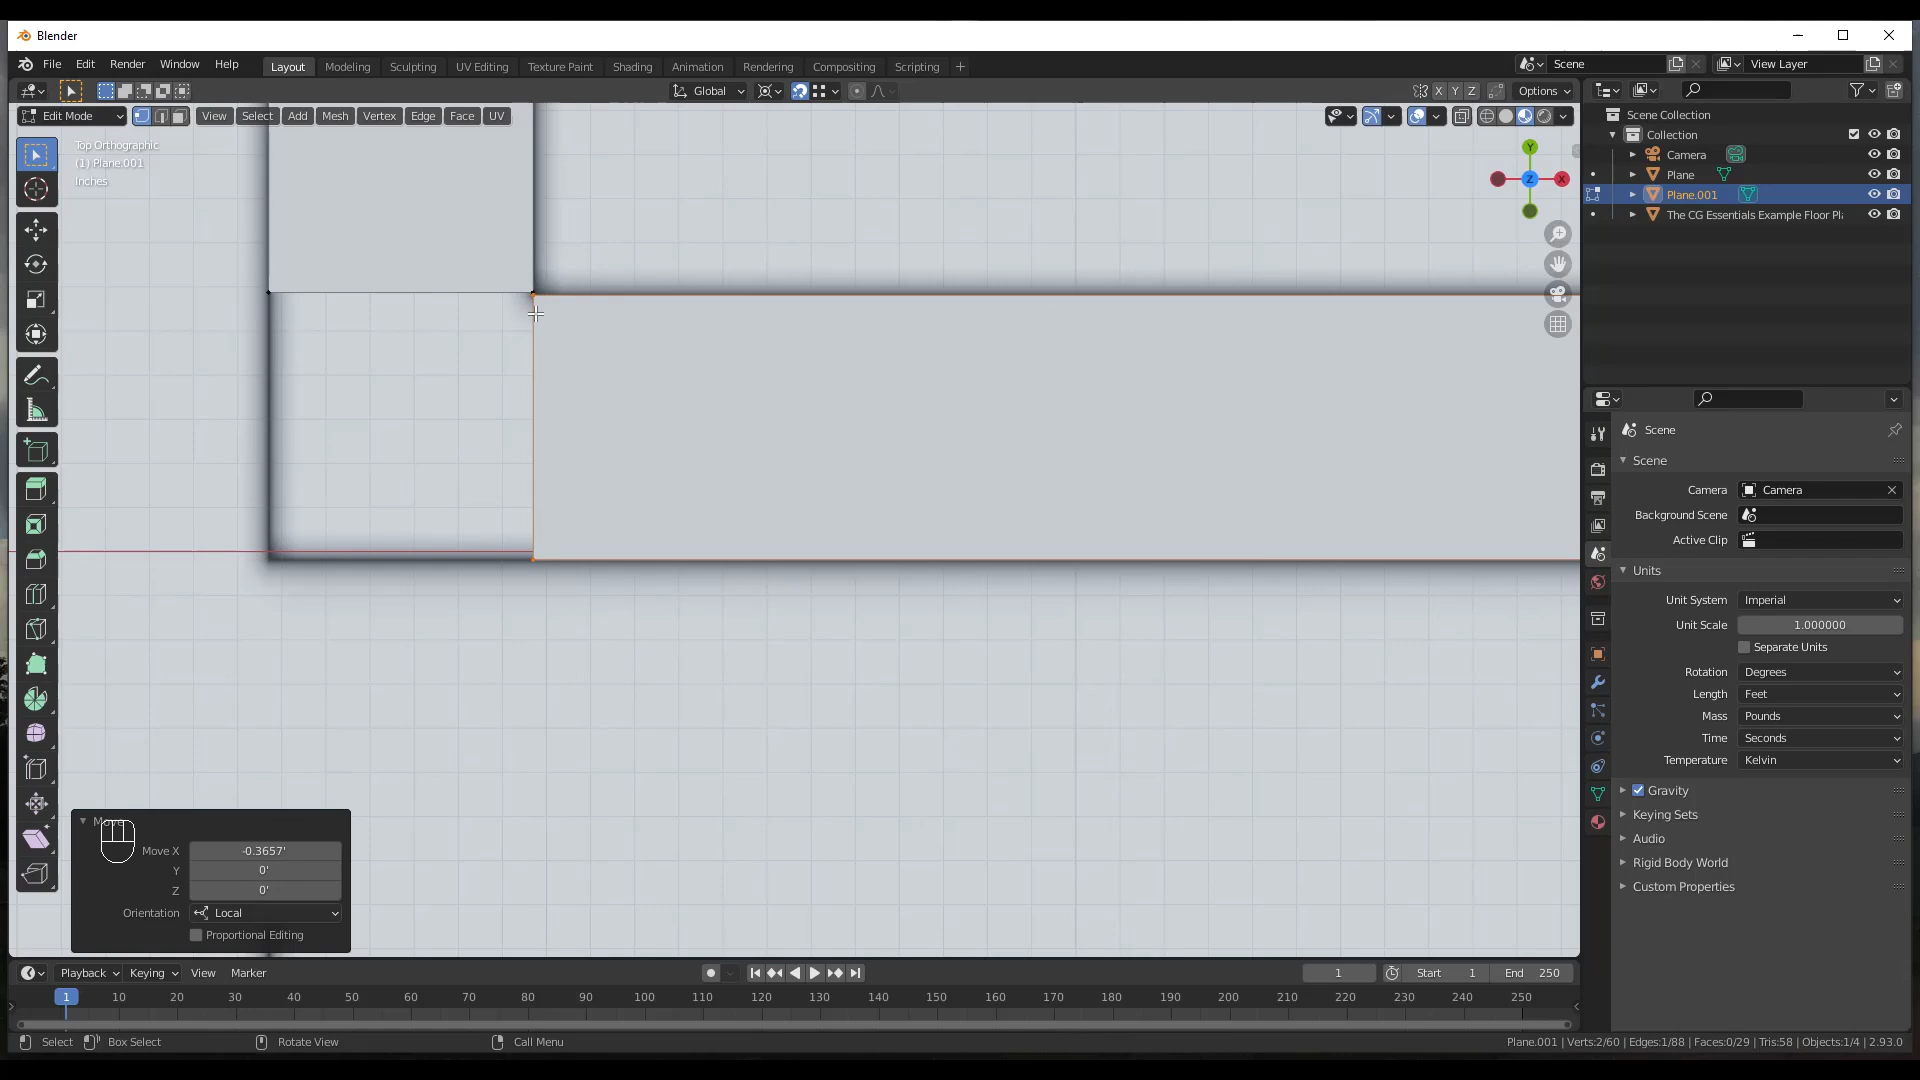 Blender
File Edit Render Window Help Layout Modeling Sculpting UV Editing Texture Paint Shading Animation Rendering Compositing Scripting Scene View Layer
Global X Y Z Options
Edit Mode View Select Add Mesh Vertex Edge Face UV
Scene Collection
Collection
Camera
Plane
Plane.001
The CG Essentials Example Floor Pl
Top Orthographic
(1) Plane.001
Inches
Y
Z
X
Scene
Scene
Camera Camera
Background Scene
Active Clip
Units
Unit System Imperial
Unit Scale 1.000000
Separate Units
Rotation Degrees
Length Feet
Mass Pounds
Time Seconds
Temperature Kelvin
Gravity
Keying Sets
Audio
Rigid Body World
Custom Properties
Move X -0.3657'
Y 0'
Z 0'
Orientation Local
Proportional Editing
Playback Keying View Marker 1 Start 1 End 250
1 10 20 30 40 50 60 70 80 90 100 110 120 130 140 150 160 170 180 190 200 210 220 230 240 250
Select Box Select Rotate View Call Menu Plane.001 | Verts:2/60 | Edges:1/88 | Faces:0/29 | Tris:58 | Objects:1/4 | 2.93.0